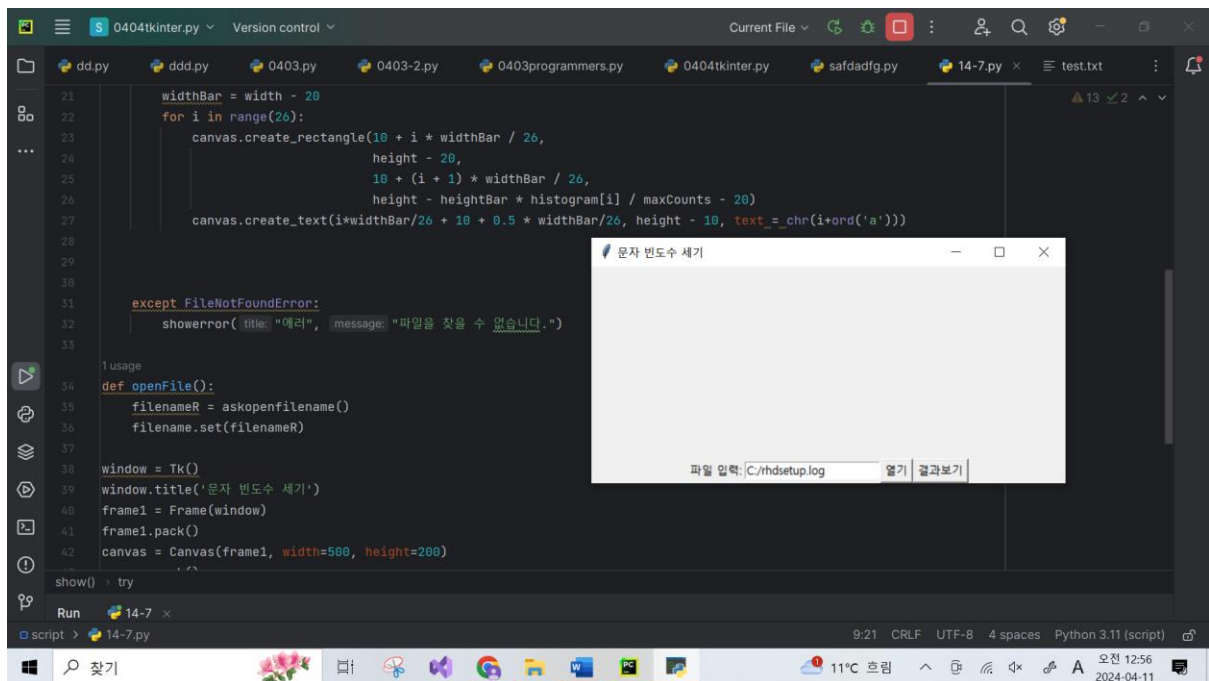 S 0404tkinter.py Version control Current File
dd.py ddd.py 0403.py 0403-2.py 0403programmers.py 0404tkinter.py safdadfg.py 14-7.py test.txt
21 widthBar = width - 20
13 2
22 for i in range(26):
23 canvas.create_rectangle(10 + i * widthBar / 26,
24 height - 20,
25 10 + (i + 1) * widthBar / 26,
26 height - heightBar * histogram[i] / maxCounts - 20)
27 canvas.create_text(i*widthBar/26 + 10 + 0.5 * widthBar/26, height - 10, text = chr(i+ord('a')))
28
29
30
31 except FileNotFoundError:
32 showerror( title: "에러", message: "파일을 찾을 수 없습니다.")
33
1 usage
34 def openFile():
35 filenameR = askopenfilename()
36 filename.set(filenameR)
37
38 window = Tk()
39 window.title('문자 빈도수 세기')
40 frame1 = Frame(window)
41 frame1.pack()
42 canvas = Canvas(frame1, width=500, height=200)
문자 빈도수 세기
파일 입력: C:/rhdsetup.log 열기 결과보기
show() > try
Run 14-7
script > 14-7.py 9:21 CRLF UTF-8 4 spaces Python 3.11 (script)
찾기 11°C 흐림 A 오전 12:56
2024-04-11